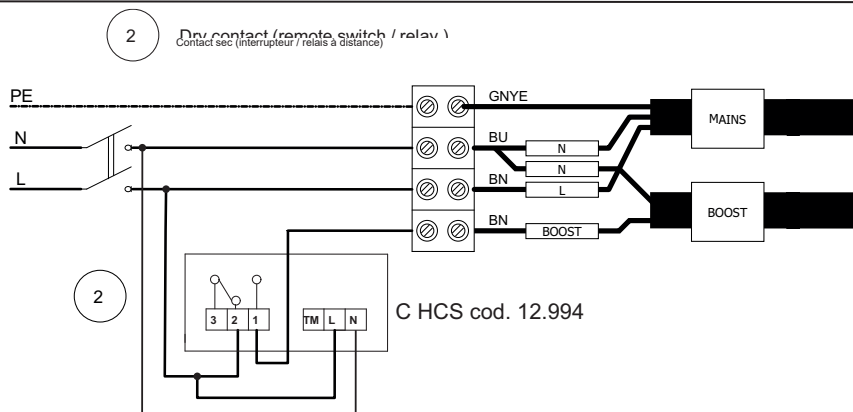 2
Dry contact (remote switch / relay )
Contact sec (interrupteur / relais à distance)
PE
GNYE
MAINS
N
BU
N
N
L
BN
L
BOOST
BN
BOOST
2
C HCS cod. 12.994
3 2 1
TM L N